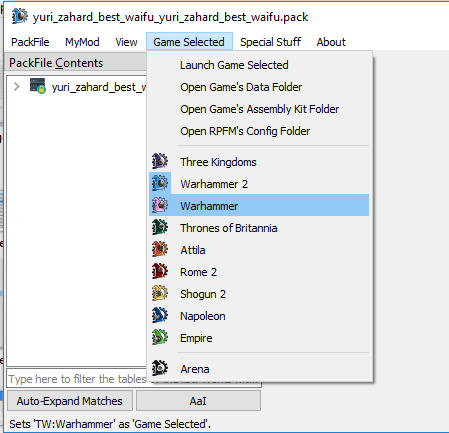 yuri_zahard_best_waifu_yuri_zahard_best_waifu.pack
PackFile MyMod View Game Selected Special Stuff About
PackFile Contents
yuri_zahard_best_w
Launch Game Selected
Open Game's Data Folder
Open Game's Assembly Kit Folder
Open RPFM's Config Folder
Three Kingdoms
Warhammer 2
Warhammer
Thrones of Britannia
Attila
Rome 2
Shogun 2
Napoleon
Empire
Arena
Type here to filter the tables
Auto-Expand Matches AaI
Sets 'TW:Warhammer' as 'Game Selected'.